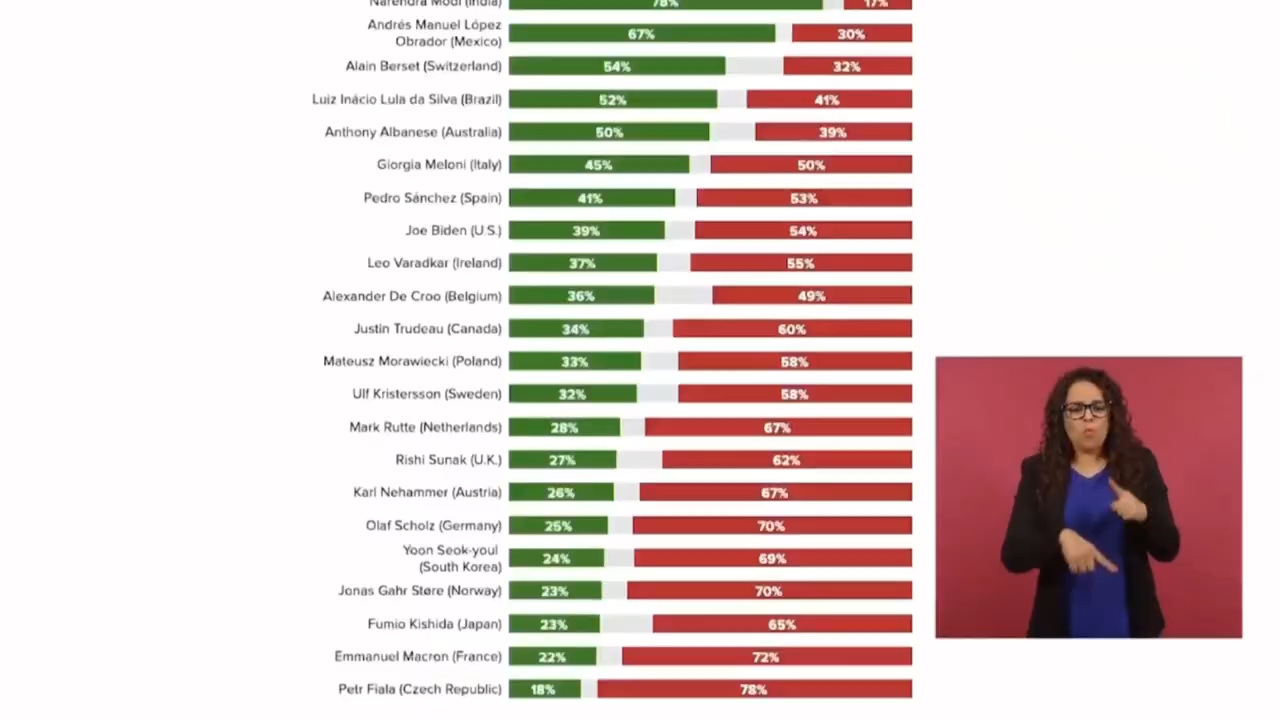 Narendra Modi (India) 78% 17%
Andrés Manuel López
Obrador (Mexico) 67% 30%
Alain Berset (Switzerland) 54% 32%
Luiz Inácio Lula da Silva (Brazil) 52% 41%
Anthony Albanese (Australia) 50% 39%
Giorgia Meloni (Italy) 45% 50%
Pedro Sánchez (Spain) 41% 53%
Joe Biden (U.S.) 39% 54%
Leo Varadkar (Ireland) 37% 55%
Alexander De Croo (Belgium) 36% 49%
Justin Trudeau (Canada) 34% 60%
Mateusz Morawiecki (Poland) 33% 58%
Ulf Kristersson (Sweden) 32% 58%
Mark Rutte (Netherlands) 28% 67%
Rishi Sunak (U.K.) 27% 62%
Karl Nehammer (Austria) 26% 67%
Olaf Scholz (Germany) 25% 70%
Yoon Seok-youl
(South Korea) 24% 69%
Jonas Gahr Støre (Norway) 23% 70%
Fumio Kishida (Japan) 23% 65%
Emmanuel Macron (France) 22% 72%
Petr Fiala (Czech Republic) 18% 78%